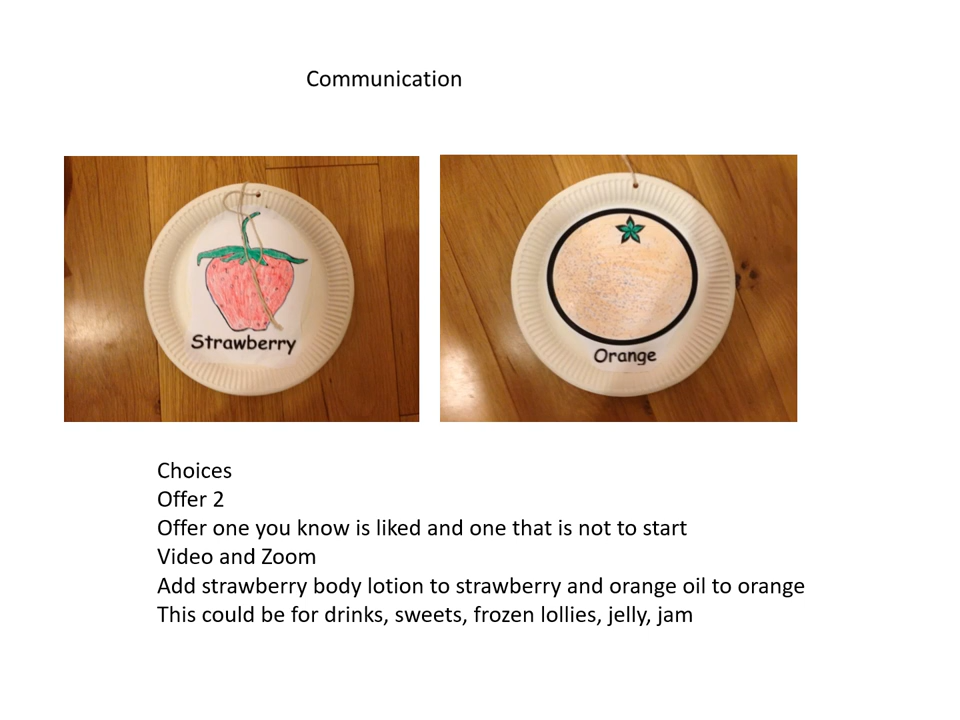 Communication
Strawberry
Orange
Choices
Offer 2
Offer one you know is liked and one that is not to start
Video and Zoom
Add strawberry body lotion to strawberry and orange oil to orange
This could be for drinks, sweets, frozen lollies, jelly, jam